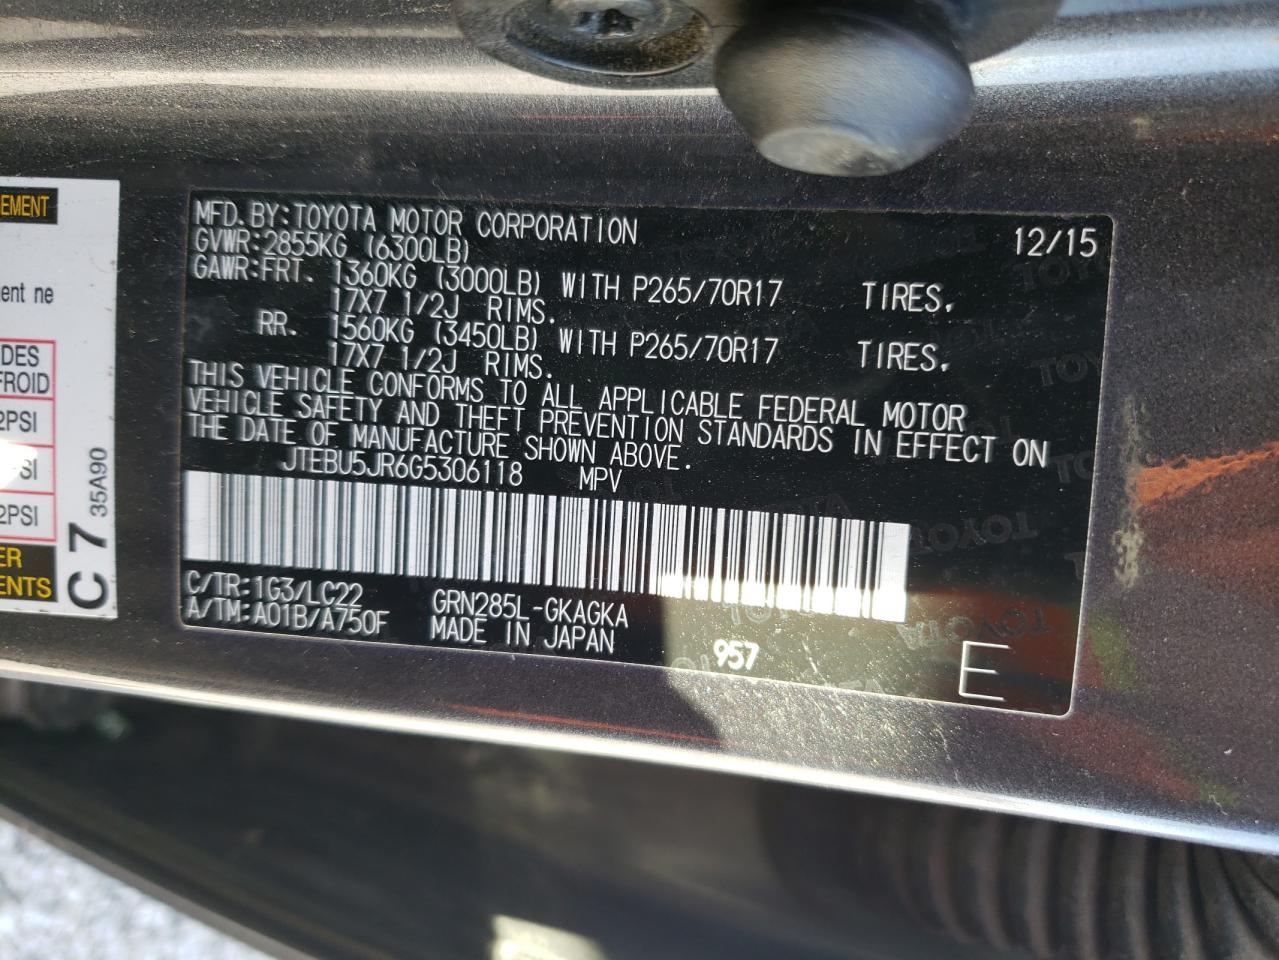 EMENT
ent ne
DES
FROID
2PSI
PSI
2PSI
ER
ENTS
C 7
35A90
MFD. BY: TOYOTA MOTOR CORPORATION 12/15
GVWR: 2855KG (6300LB)
GAWR: FRT. 1360KG (3000LB) WITH P265/70R17 TIRES,
17X7 1/2J RIMS.
RR. 1560KG (3450LB) WITH P265/70R17 TIRES,
17X7 1/2J RIMS.
THIS VEHICLE CONFORMS TO ALL APPLICABLE FEDERAL MOTOR
VEHICLE SAFETY AND THEFT PREVENTION STANDARDS IN EFFECT ON
THE DATE OF MANUFACTURE SHOWN ABOVE.
JTEBU5JR6G5306118 MPV
C/TR: 1G3/LC22 GRN285L-GKAGKA
A/TM: A01B/A750F MADE IN JAPAN
957
E
TOYOTA
TOYOTA